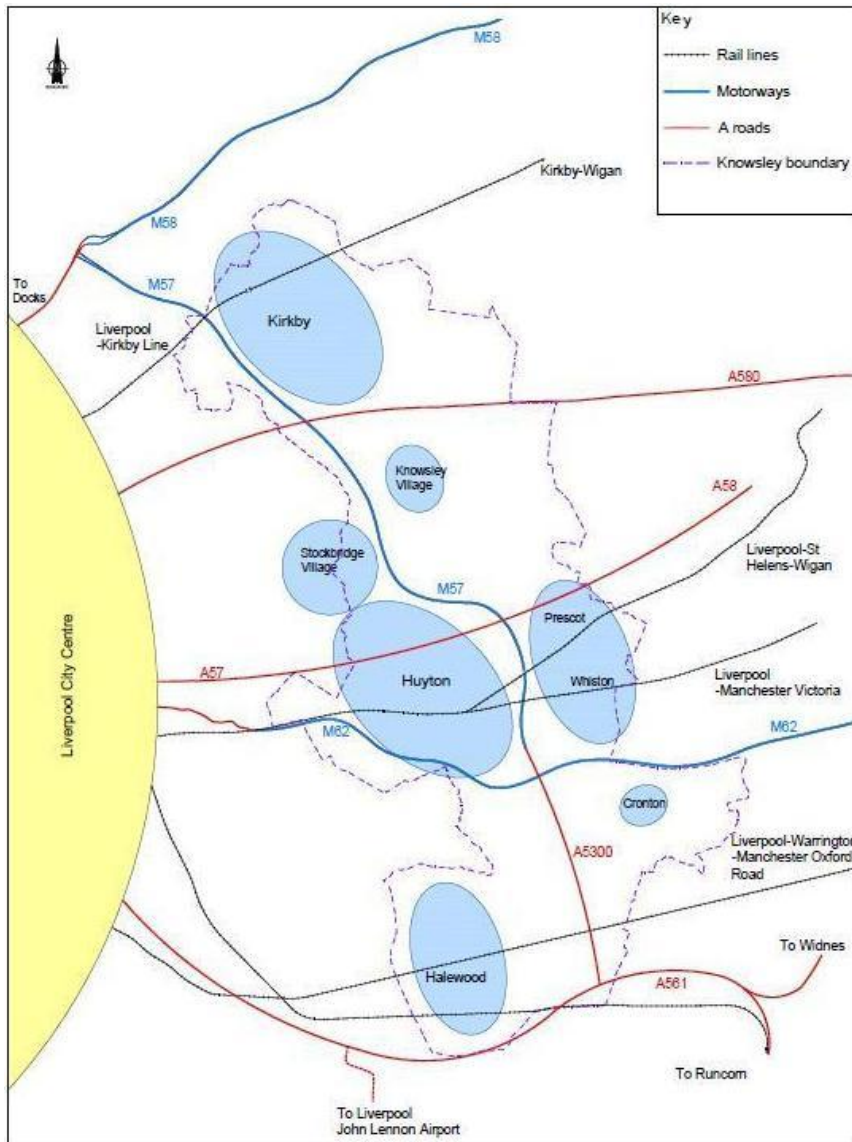 Key
Rail lines
Motorways
A roads
Knowsley boundary
M58
Kirkby-Wigan
M58
M57
To
Docks
Liverpool
-Kirkby Line
Kirkby
A580
Knowsley
Village
A58
Stockbridge
Village
Liverpool-St
Helens-Wigan
M57
Prescot
A57
Huyton
Whiston
Liverpool
-Manchester Victoria
Liverpool City Centre
M62
M62
Cronton
A5300
Liverpool-Warrington
-Manchester Oxford
Road
Halewood
To Widnes
A561
To Runcorn
To Liverpool
John Lennon Airport